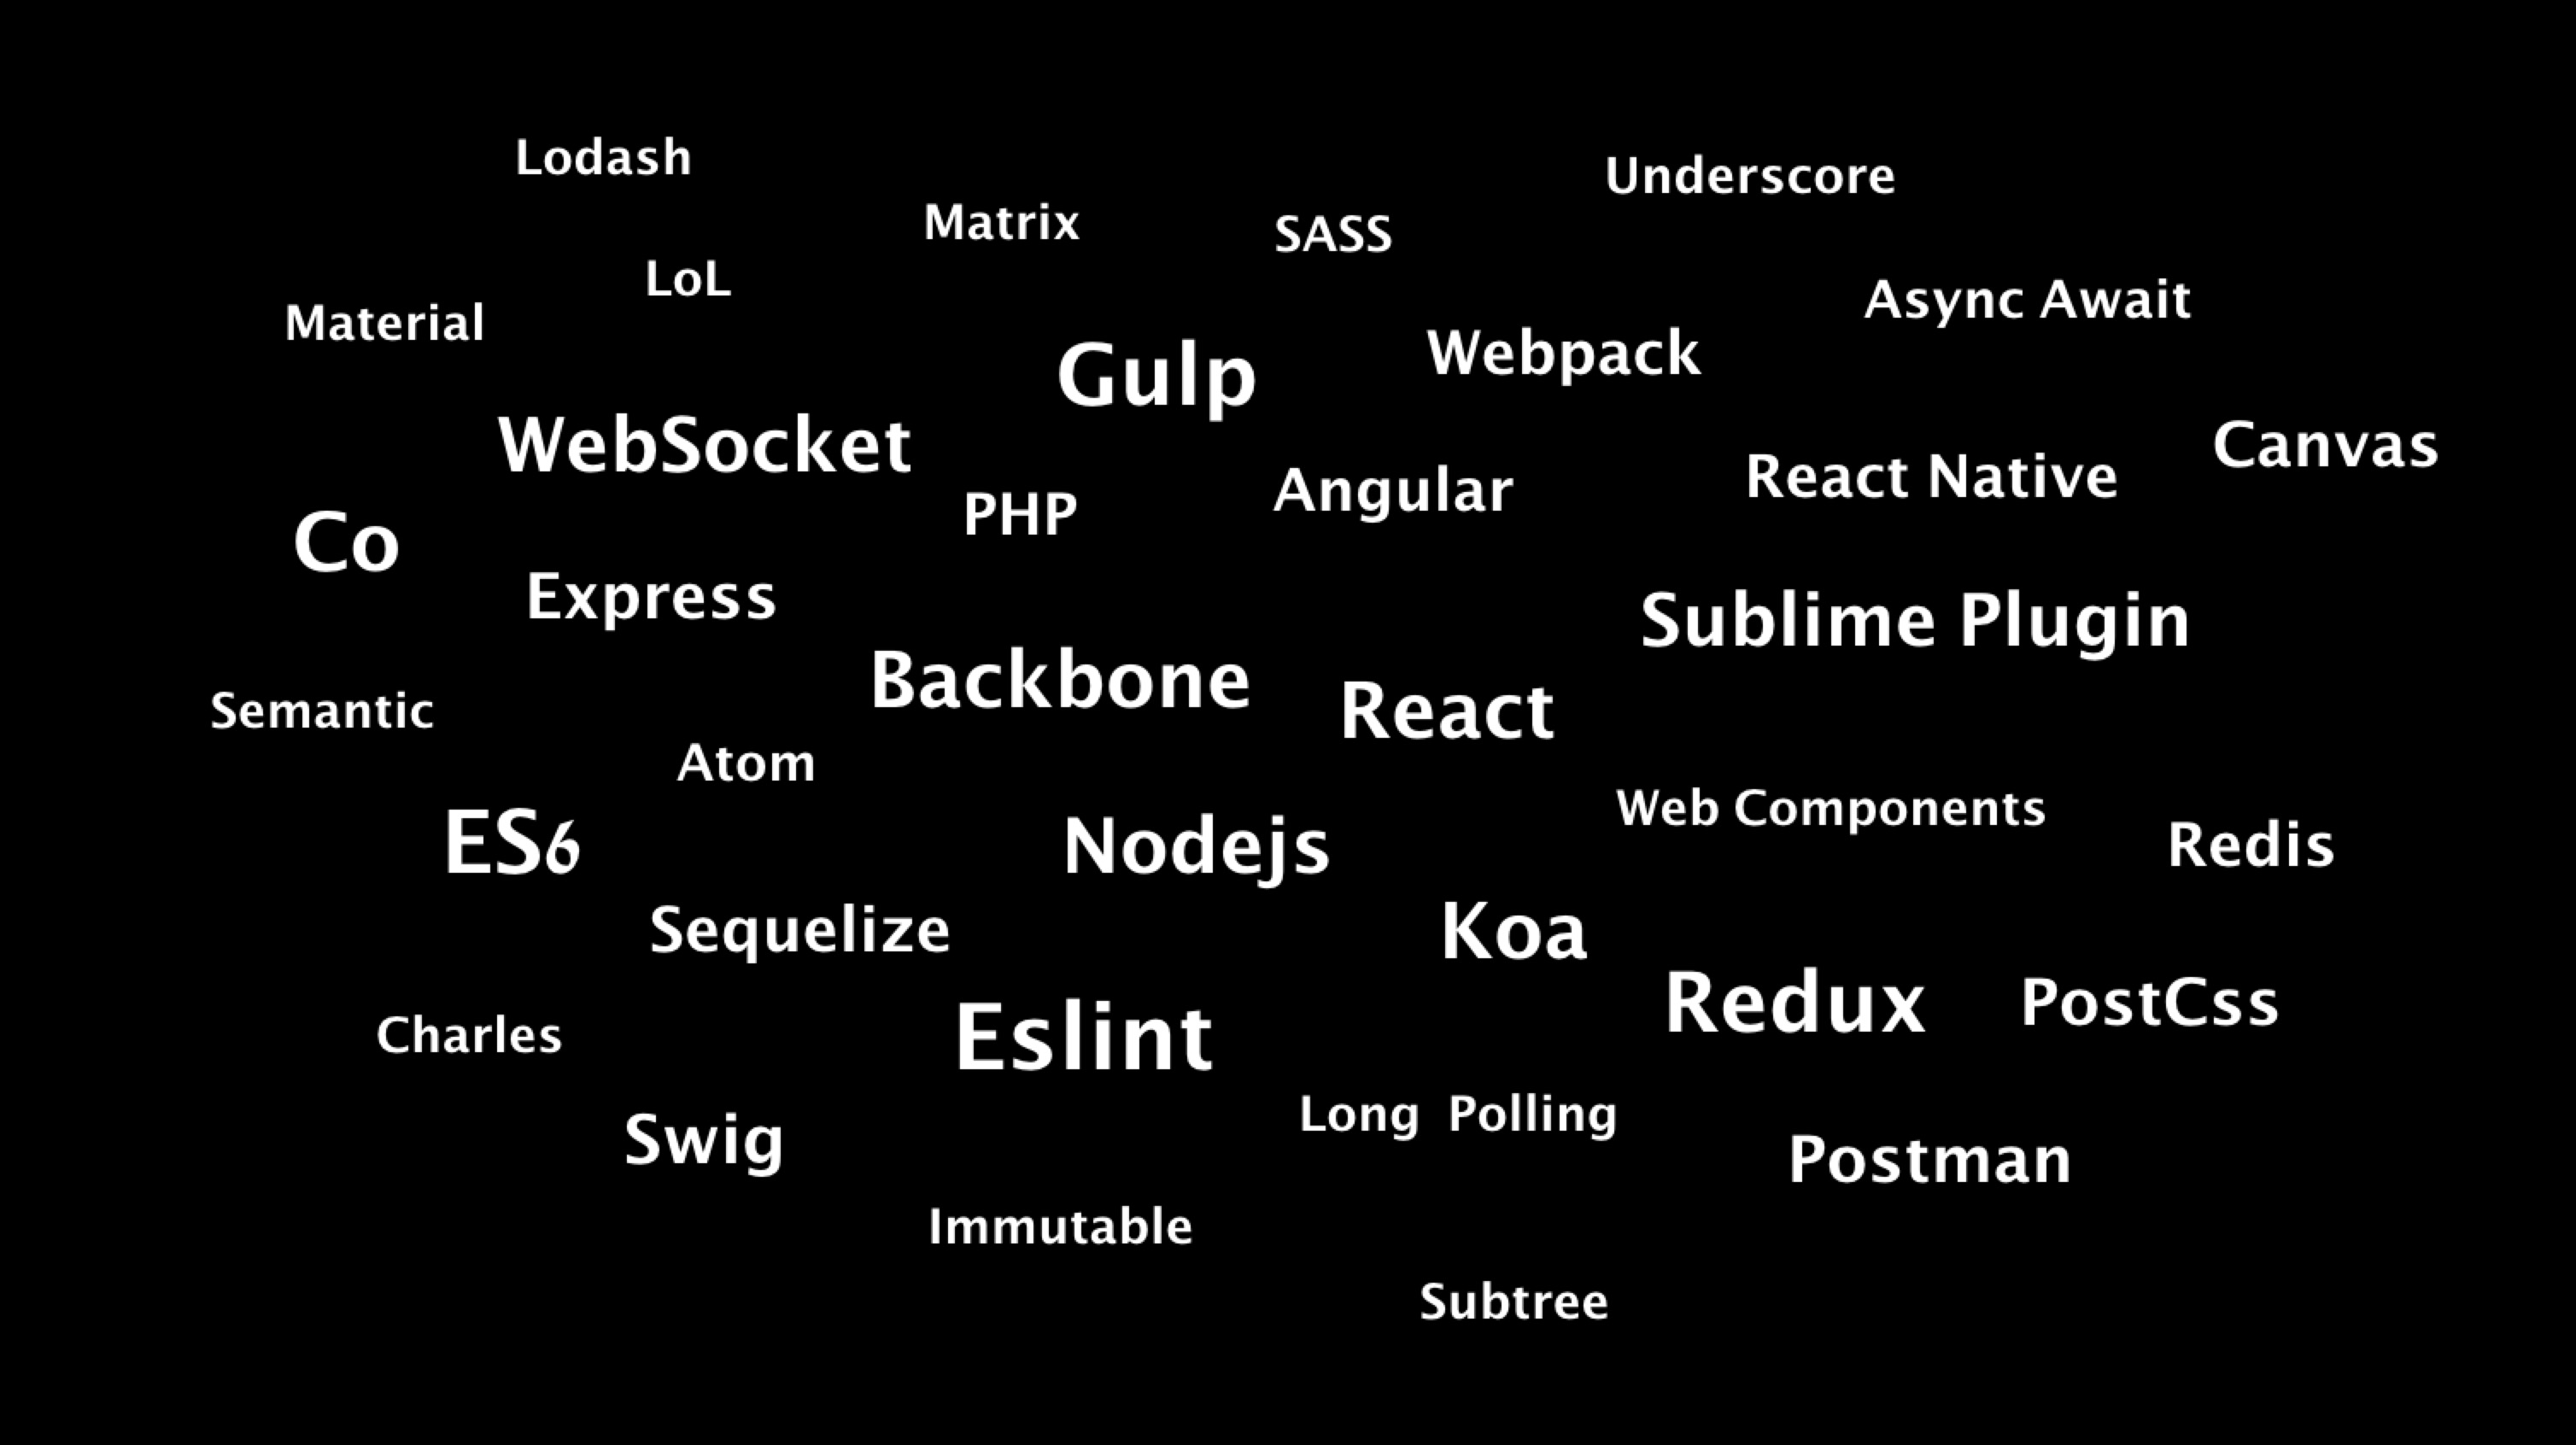 Lodash
Underscore
Matrix
SASS
LoL
Async Await
Material
Webpack
Gulp
WebSocket
Canvas
React Native
Angular
PHP
Co
Express
Sublime Plugin
Backbone
React
Semantic
Atom
Web Components
ES6
Nodejs
Redis
Sequelize
Koa
Redux
PostCss
Charles
Eslint
Long Polling
Swig
Postman
Immutable
Subtree